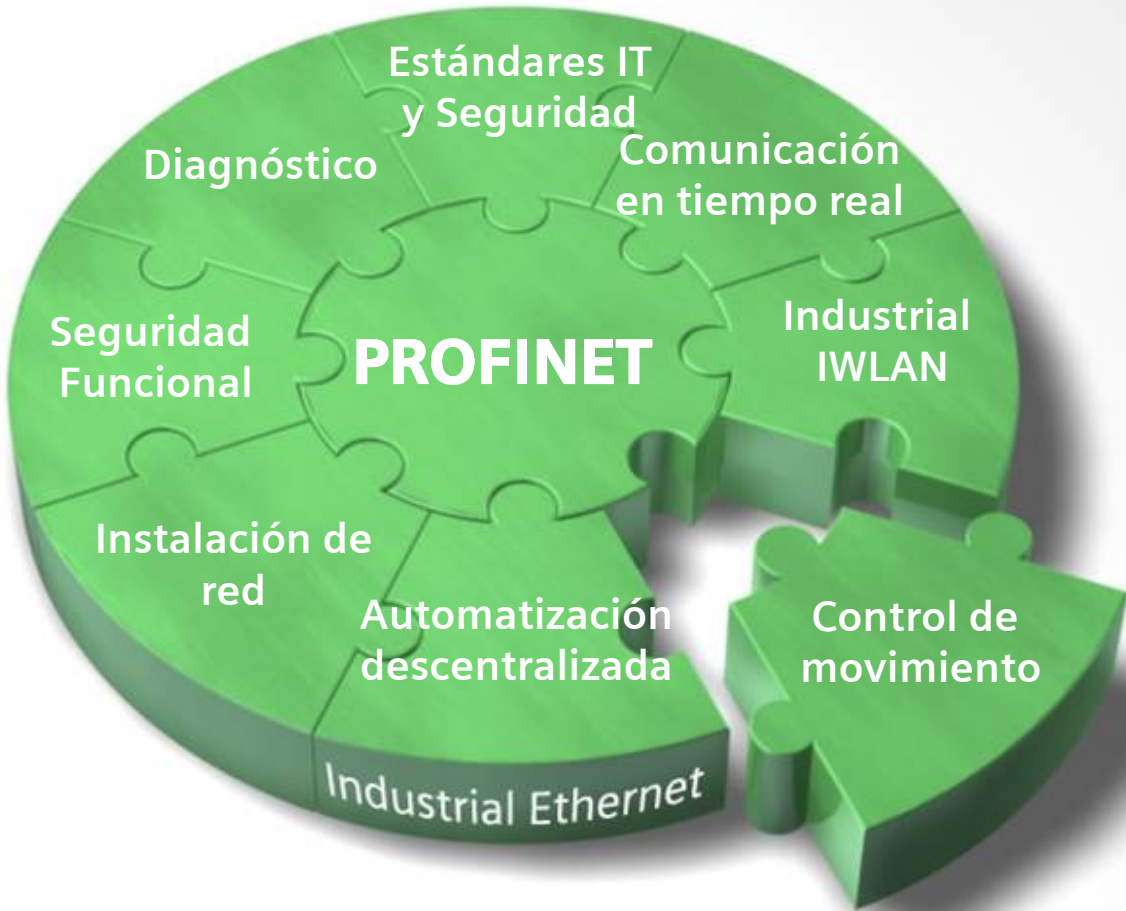 Estándares IT
y Seguridad
Diagnóstico
Comunicación
en tiempo real
Seguridad
Funcional
PROFINET
Industrial
IWLAN
Instalación de
red
Automatización
descentralizada
Control de
movimiento
Industrial Ethernet